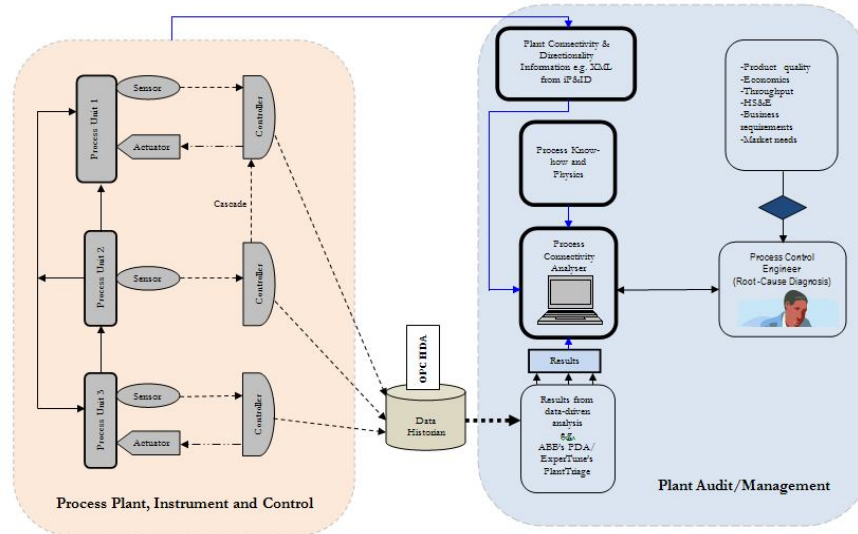 Process Unit 1
Sensor
Actuator
Controller
Cascade
Process Unit 2
Sensor
Controller
Process Unit 3
Sensor
Actuator
Controller
Process Plant, Instrument and Control
OPC HDA
Data
Historian
Plant Connectivity &
Directionality
Information e.g. XML
from iP&ID
Process Know-
how and
Physics
Process
Connectivity
Analyser
Results
Results from
data-driven
analysis
e.g.
ABB's PDA/
ExperTune's
PlantTriage
-Product quality
-Economics
-Throughput
-HS&E
-Business
requirements
-Market needs
Process Control
Engineer
(Root-Cause Diagnosis)
Plant Audit/Management